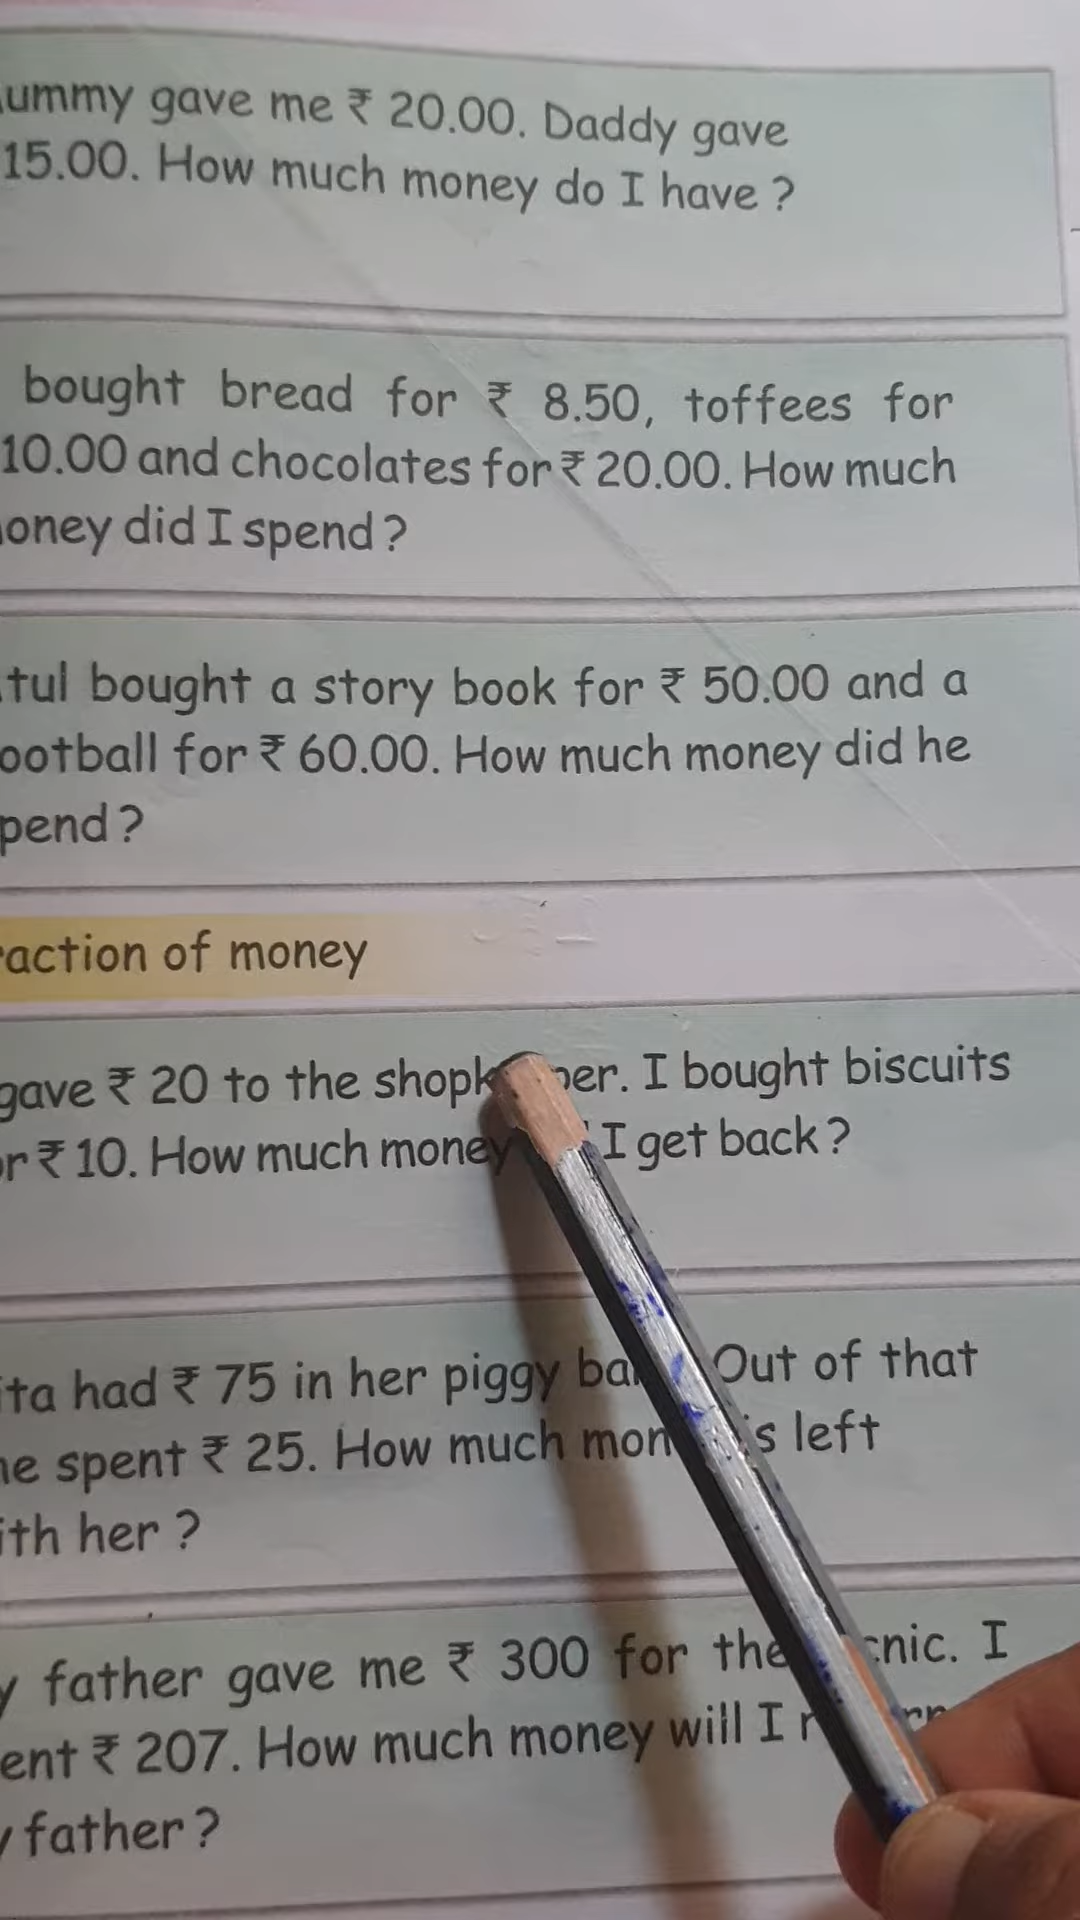 ummy gave me ₹ 20.00. Daddy gave
15.00. How much money do I have ?
bought bread for ₹ 8.50, toffees for
10.00 and chocolates for ₹ 20.00. How much
oney did I spend ?
tul bought a story book for ₹ 50.00 and a
ootball for ₹ 60.00. How much money did he
pend ?
action of money
gave ₹ 20 to the shopk per. I bought biscuits
or ₹ 10. How much money I get back ?
ita had ₹ 75 in her piggy ba Out of that
he spent ₹ 25. How much mon is left
ith her ?
y father gave me ₹ 300 for the cnic. I
ent ₹ 207. How much money will I r
y father ?